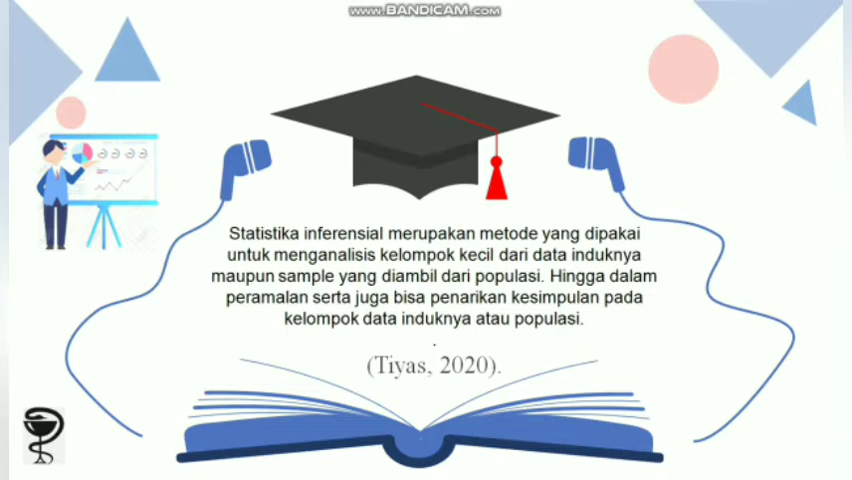 www.BANDICAM.com
Statistika inferensial merupakan metode yang dipakai
untuk menganalisis kelompok kecil dari data induknya
maupun sample yang diambil dari populasi. Hingga dalam
peramalan serta juga bisa penarikan kesimpulan pada
kelompok data induknya atau populasi.
.
(Tiyas, 2020).